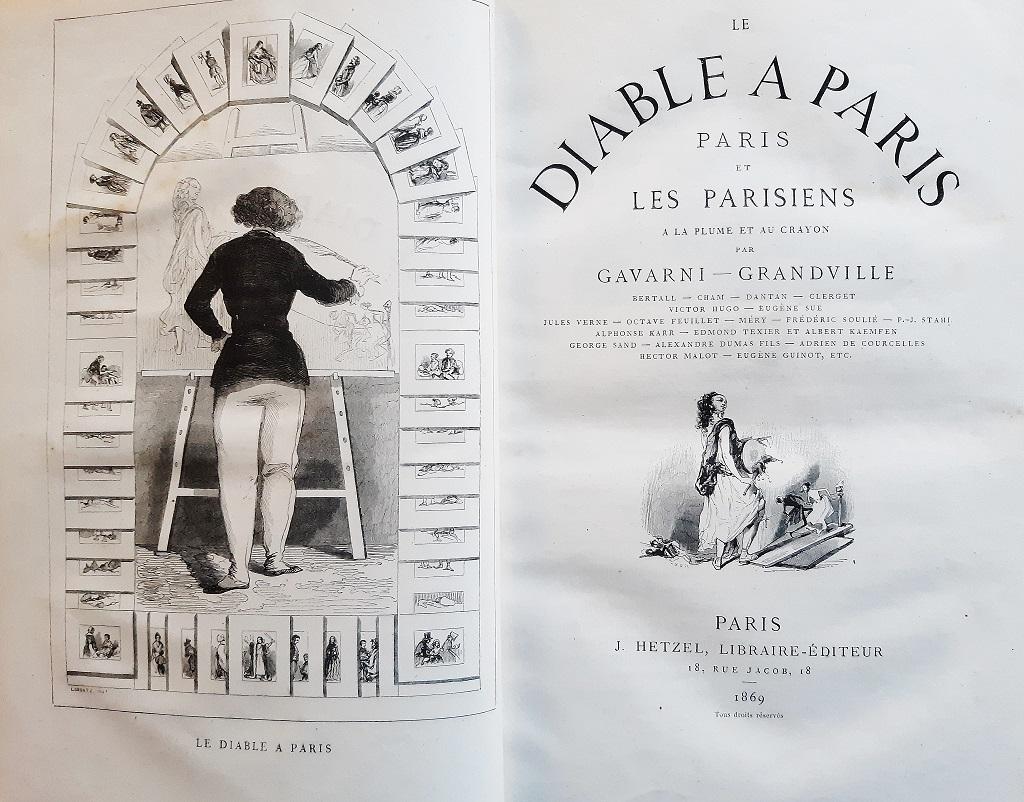 LE DIABLE A PARIS
LE
DIABLE A PARIS
PARIS
ET
LES PARISIENS
A LA PLUME ET AU CRAYON
PAR
GAVARNI — GRANDVILLE
BERTALL — CHAM — DANTAN — CLERGET
VICTOR HUGO — EUGÈNE SUE
JULES VERNE — OCTAVE FEUILLET — MÉRY — FRÉDÉRIC SOULIÉ — P.-J. STAHL
ALPHONSE KARR — EDMOND TEXIER ET ALBERT KAEMFEN
GEORGE SAND — ALEXANDRE DUMAS FILS — ADRIEN DE COURCELLES
HECTOR MALOT — EUGÈNE GUINOT, ETC.
PARIS
J. HETZEL, LIBRAIRE-ÉDITEUR
18, RUE JACOB, 18
1869
Tous droits réservés